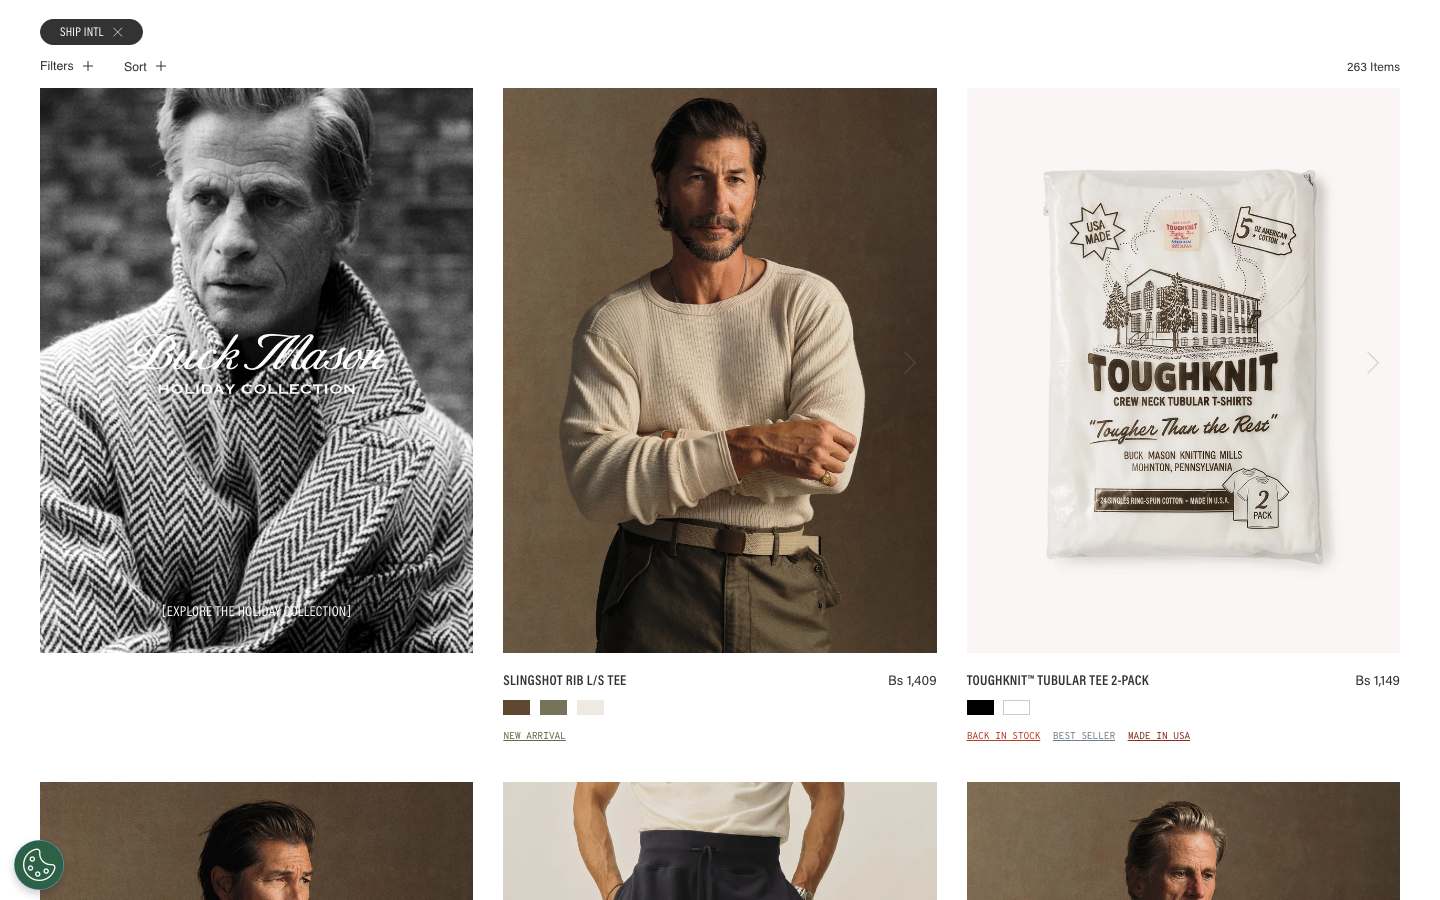 SHIP INTL
Filters
Sort
263 Items
Buck Mason
HOLIDAY COLLECTION
[EXPLORE THE HOLIDAY COLLECTION]
USA
MADE
TOUGHKNIT
MEDIUM
5 OZ AMERICAN
COTTON
TOUGHKNIT
CREW NECK TUBULAR T-SHIRTS
"Tougher Than the Rest"
BUCK MASON KNITTING MILLS
MOHNTON, PENNSYLVANIA
24 SINGLES RING-SPUN COTTON • MADE IN U.S.A.
2
PACK
SLINGSHOT RIB L/S TEE
Bs 1,409
NEW ARRIVAL
TOUGHKNIT™ TUBULAR TEE 2-PACK
Bs 1,149
BACK IN STOCK
BEST SELLER
MADE IN USA